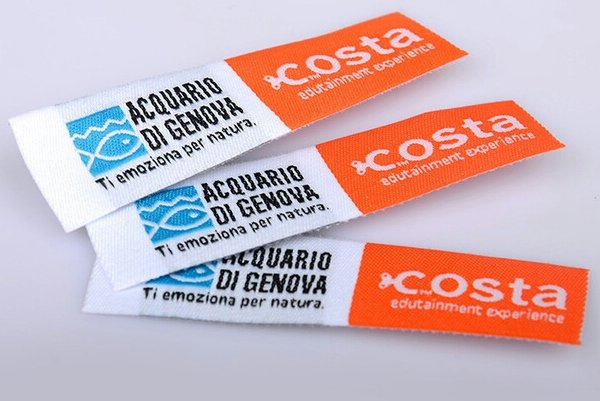 ACQUARIO
DI GENOVA
Ti emoziona per natura.
costa
edutainment experience
ACQUARIO
DI GENOVA
Ti emoziona per natura.
costa
edutainment experience
ACQUARIO
DI GENOVA
Ti emoziona per natura.
costa
edutainment experience